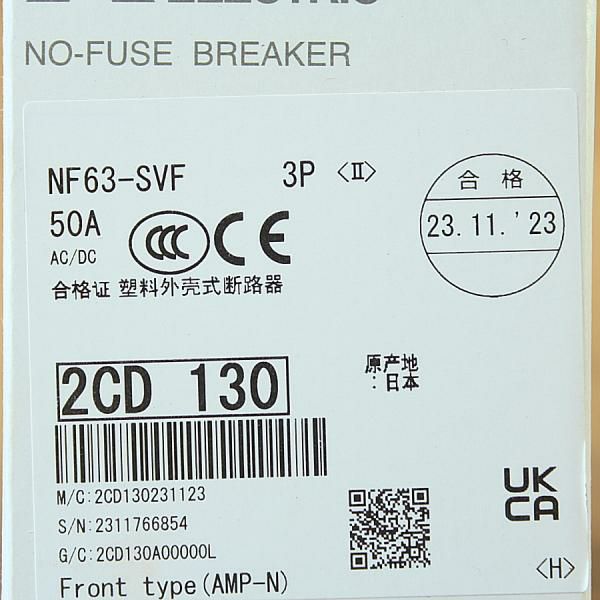 NO-FUSE BREAKER
NF63-SVF 3P 〈Ⅱ〉
50A
AC/DC
CCC CE
合格
23.11.'23
合格证 塑料外壳式断路器
2CD 130
原产地
:日本
M/C:2CD130231123
S/N:2311766854
G/C:2CD130A00000L
UK
CA
Front type(AMP-N)
〈H〉